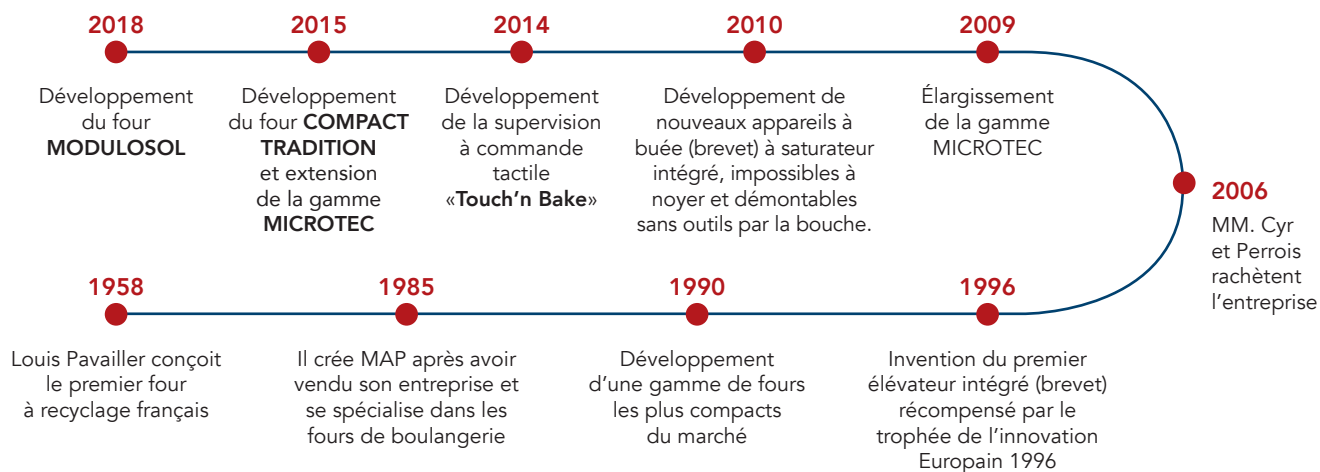 2018
Développement
du four
MODULOSOL
2015
Développement
du four COMPACT
TRADITION
et extension
de la gamme
MICROTEC
2014
Développement
de la supervision
à commande
tactile
«Touch’n Bake»
2010
Développement de
nouveaux appareils à
buée (brevet) à saturateur
intégré, impossibles à
noyer et démontables
sans outils par la bouche.
2009
Élargissement
de la gamme
MICROTEC
2006
MM. Cyr
et Perrois
rachètent
l’entreprise
1958
Louis Pavailler conçoit
le premier four
à recyclage français
1985
Il crée MAP après avoir
vendu son entreprise et
se spécialise dans les
fours de boulangerie
1990
Développement
d’une gamme de fours
les plus compacts
du marché
1996
Invention du premier
élévateur intégré (brevet)
récompensé par le
trophée de l’innovation
Europain 1996